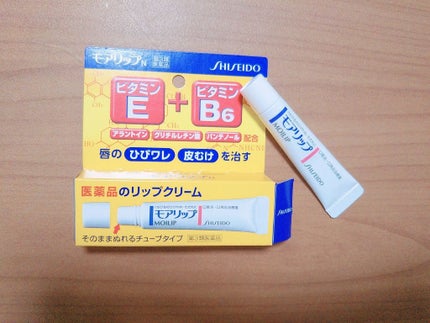 モアリップN
第3類
医薬品
SHISEIDO
ビタミン
E
+
ビタミン
B6
アラントイン グリチルレチン酸 パンテノール 配合
唇の ひびワレ 皮むけ を治す
医薬品のリップクリーム
モアリップ
MOILIP
SHISEIDO
そのままぬれるチューブタイプ 第3類医薬品
SHISEIDO
モアリップ
MOILIP
SHISEIDO